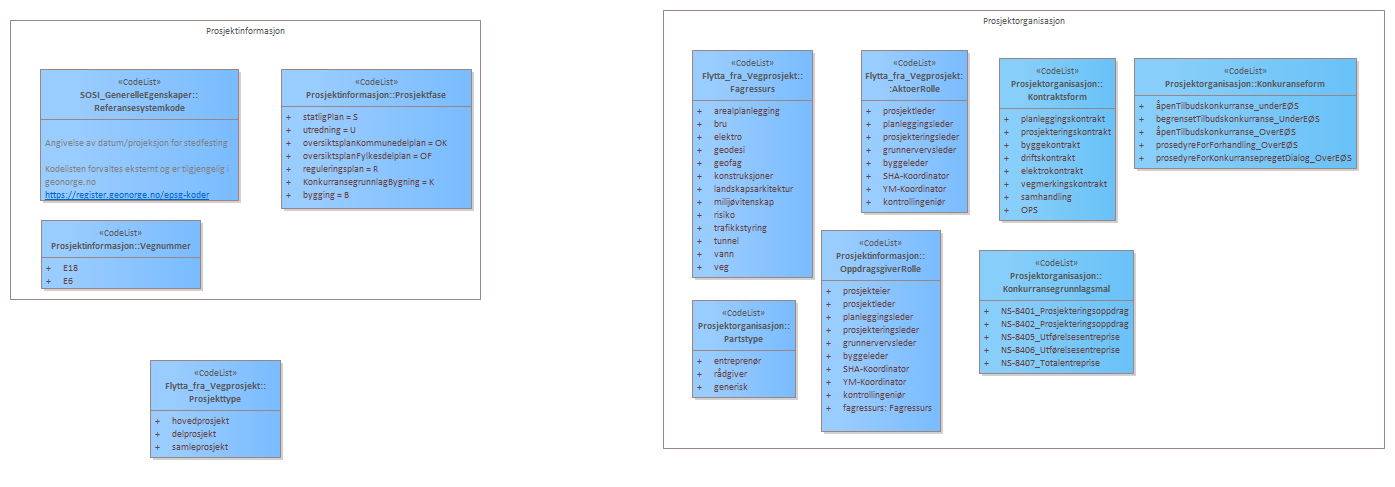 Prosjektinformasjon
«CodeList»
SOSI_GenerelleEgenskaper::
Referansesystemkode
Angivelse av datum/projeksjon for stedfesting
Kodelisten forvaltes eksternt og er tilgjengelig i
geonorge.no
https://register.geonorge.no/epsg-koder
«CodeList»
Prosjektinformasjon::Prosjektfase
+ statligPlan = S
+ utredning = U
+ oversiktsplanKommunedelplan = OK
+ oversiktsplanFylkesdelplan = OF
+ reguleringsplan = R
+ KonkurransegrunnlagBygning = K
+ bygging = B
«CodeList»
Prosjektinformasjon::Vegnummer
+ E18
+ E6
«CodeList»
Flytta_fra_Vegprosjekt::
Prosjekttype
+ hovedprosjekt
+ delprosjekt
+ samleprosjekt
Prosjektorganisasjon
«CodeList»
Flytta_fra_Vegprosjekt::
Fagressurs
+ arealplanlegging
+ bru
+ elektro
+ geodesi
+ geofag
+ konstruksjoner
+ landskapsarkitektur
+ miljøvitenskap
+ risiko
+ trafikkstyring
+ tunnel
+ vann
+ veg
«CodeList»
Flytta_fra_Vegprosjekt:
:AktoerRolle
+ prosjektleder
+ planleggingsleder
+ prosjekteringsleder
+ grunnervervsleder
+ byggeleder
+ SHA-Koordinator
+ YM-Koordinator
+ kontrollingeniør
«CodeList»
Prosjektorganisasjon::
Kontraktsform
+ planleggingskontrakt
+ prosjekteringskontrakt
+ byggekontrakt
+ driftskontrakt
+ elektrokontrakt
+ vegmerkingskontrakt
+ samhandling
+ OPS
«CodeList»
Prosjektorganisasjon::Konkuranseform
+ åpenTilbudskonkurranse_underEØS
+ begrensetTilbudskonkurranse_UnderEØS
+ åpenTilbudskonkurranse_OverEØS
+ prosedyreForForhandling_OverEØS
+ prosedyreForKonkurransepregetDialog_OverEØS
«CodeList»
Prosjektorganisasjon::
Partstype
+ entreprenør
+ rådgiver
+ generisk
«CodeList»
Prosjektinformasjon::
OppdragsgiverRolle
+ prosjekteier
+ prosjektleder
+ planleggingsleder
+ prosjekteringsleder
+ grunnervervsleder
+ byggeleder
+ SHA-Koordinator
+ YM-Koordinator
+ kontrollingeniør
+ fagressurs: Fagressurs
«CodeList»
Prosjektorganisasjon::
Konkurransegrunnlagsmal
+ NS-8401_Prosjekteringsoppdrag
+ NS-8402_Prosjekteringsoppdrag
+ NS-8405_Utførelsesentreprise
+ NS-8406_Utførelsesentreprise
+ NS-8407_Totalentreprise